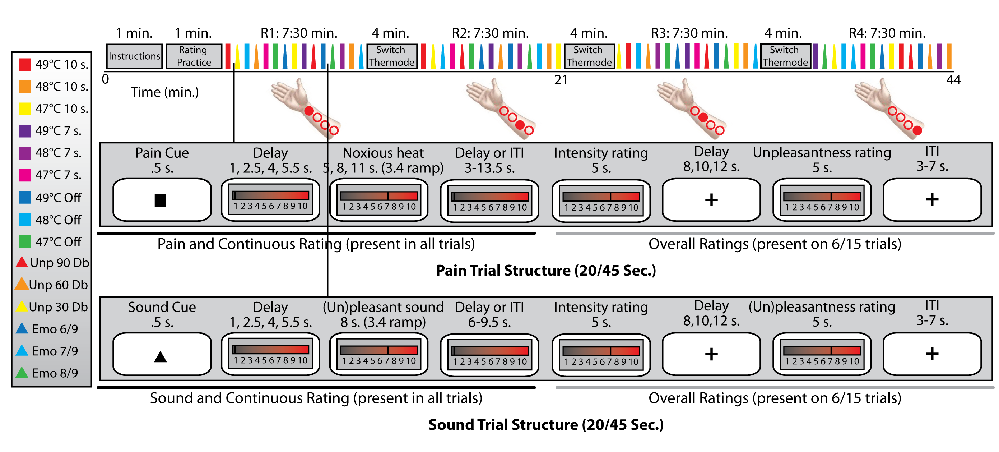 1 min.
1 min.
R1: 7:30 min.
4 min.
R2: 7:30 min.
4 min.
R3: 7:30 min.
4 min.
R4: 7:30 min.
Instructions
Rating
Practice
Switch
Thermode
Switch
Thermode
Switch
Thermode
0
21
44
Time (min.)
49°C 10 s.
48°C 10 s.
47°C 10 s.
49°C 7 s.
48°C 7 s.
47°C 7 s.
49°C Off
48°C Off
47°C Off
Unp 90 Db
Unp 60 Db
Unp 30 Db
Emo 6/9
Emo 7/9
Emo 8/9
Pain Cue
.5 s.
Delay
1, 2.5, 4, 5.5 s.
1 2 3 4 5 6 7 8 9 10
Noxious heat
5, 8, 11 s. (3.4 ramp)
1 2 3 4 5 6 7 8 9 10
Delay or ITI
3-13.5 s.
1 2 3 4 5 6 7 8 9 10
Intensity rating
5 s.
1 2 3 4 5 6 7 8 9 10
Delay
8,10,12 s.
+
Unpleasantness rating
5 s.
1 2 3 4 5 6 7 8 9 10
ITI
3-7 s.
+
Pain and Continuous Rating (present in all trials)
Overall Ratings (present on 6/15 trials)
Pain Trial Structure (20/45 Sec.)
Sound Cue
.5 s.
Delay
1, 2.5, 4, 5.5 s.
1 2 3 4 5 6 7 8 9 10
(Un)pleasant sound
8 s. (3.4 ramp)
1 2 3 4 5 6 7 8 9 10
Delay or ITI
6-9.5 s.
1 2 3 4 5 6 7 8 9 10
Intensity rating
5 s.
1 2 3 4 5 6 7 8 9 10
Delay
8,10,12 s.
+
(Un)pleasantness rating
5 s.
1 2 3 4 5 6 7 8 9 10
ITI
3-7 s.
+
Sound and Continuous Rating (present in all trials)
Overall Ratings (present on 6/15 trials)
Sound Trial Structure (20/45 Sec.)